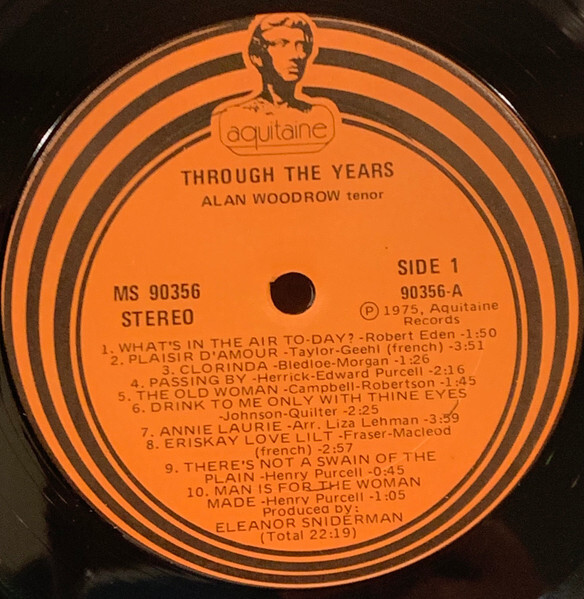 aquitaine
THROUGH THE YEARS
ALAN WOODROW tenor
MS 90356
STEREO
SIDE 1
90356-A
Ⓟ 1975, Aquitaine
Records
1. WHAT'S IN THE AIR TO-DAY? -Robert Eden -1:50
2. PLAISIR D'AMOUR -Taylor-Geehl (french) -3:51
3. CLORINDA -Bledloe-Morgan -1:26
4. PASSING BY -Herrick-Edward Purcell -2:16
5. THE OLD WOMAN -Campbell-Robertson -1:45
6. DRINK TO ME ONLY WITH THINE EYES
-Johnson-Quilter -2:25
7. ANNIE LAURIE -Arr. Liza Lehman -3:59
8. ERISKAY LOVE LILT -Fraser-Macleod
(french) -2:57
9. THERE'S NOT A SWAIN OF THE
PLAIN -Henry Purcell -0:45
10. MAN IS FOR THE WOMAN
MADE -Henry Purcell -1:05
Produced by:
ELEANOR SNIDERMAN
(Total 22:19)